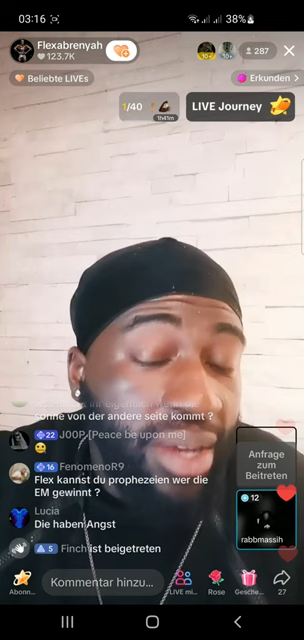 03:16
38%
Flexabrenyah
123.7K
287
Beliebte LIVEs
Erkunden >
1/40
1h41m
LIVE Journey
sonne von der andere seite kommt ?
22 J00P [Peace be upon me]
16 FenomenoR9
Flex kannst du prophezeien wer die
EM gewinnt ?
Lucia
Die haben Angst
5 Finch ist beigetreten
Anfrage
zum
Beitreten
12
rabbmassih
Kommentar hinzu...
Abonn...
LIVE mi...
Rose
Gesche...
27